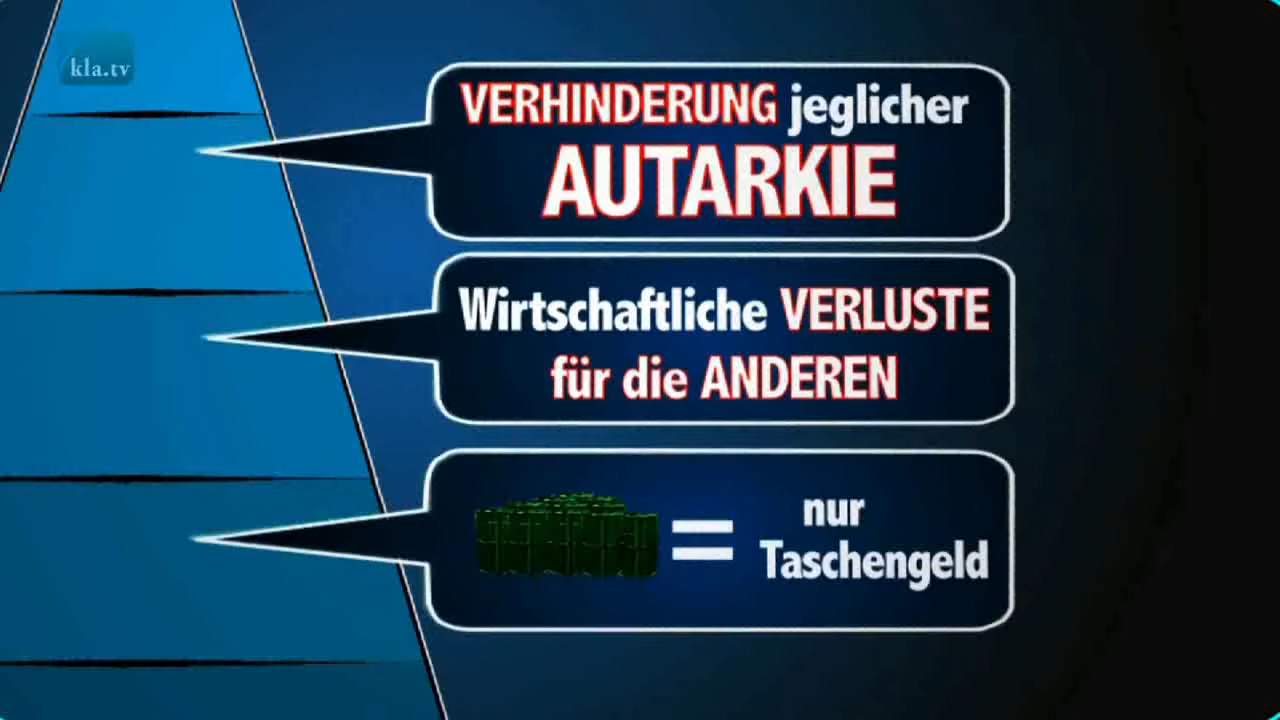 kla.tv
VERHINDERUNG jeglicher
AUTARKIE
Wirtschaftliche VERLUSTE
für die ANDEREN
= nur
Taschengeld